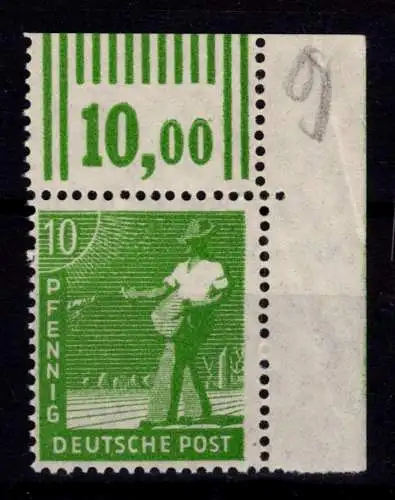 10,00
10
PFENNIG
DEUTSCHE POST